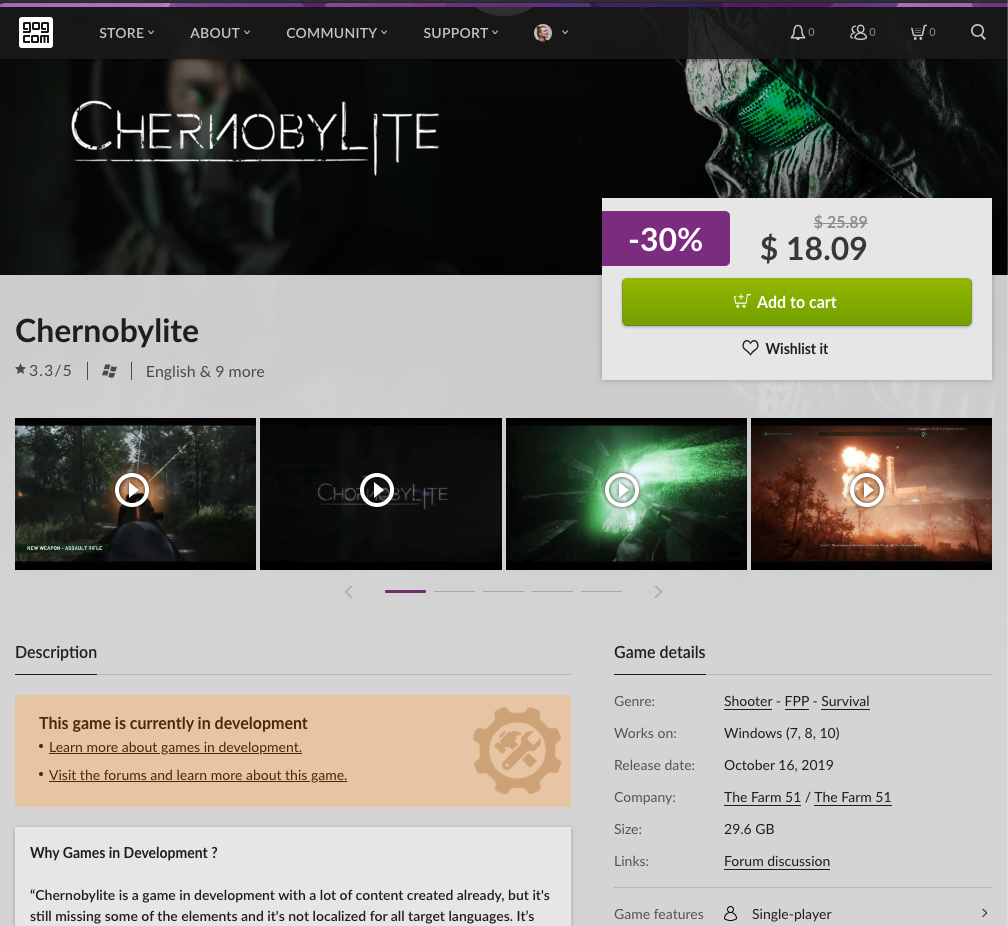 gog
com
STORE
ABOUT
COMMUNITY
SUPPORT
0
0
0
CHERNOBYLITE
-30%
$ 25.89
$ 18.09
Add to cart
Wishlist it
Chernobylite
3.3/5
English & 9 more
NEW WEAPON - ASSAULT RIFLE
Description
This game is currently in development
• Learn more about games in development.
• Visit the forums and learn more about this game.
Why Games in Development ?
“Chernobylite is a game in development with a lot of content created already, but it's
still missing some of the elements and it's not localized for all target languages. It’s
Game details
Genre: Shooter - FPP - Survival
Works on: Windows (7, 8, 10)
Release date: October 16, 2019
Company: The Farm 51 / The Farm 51
Size: 29.6 GB
Links: Forum discussion
Game features Single-player